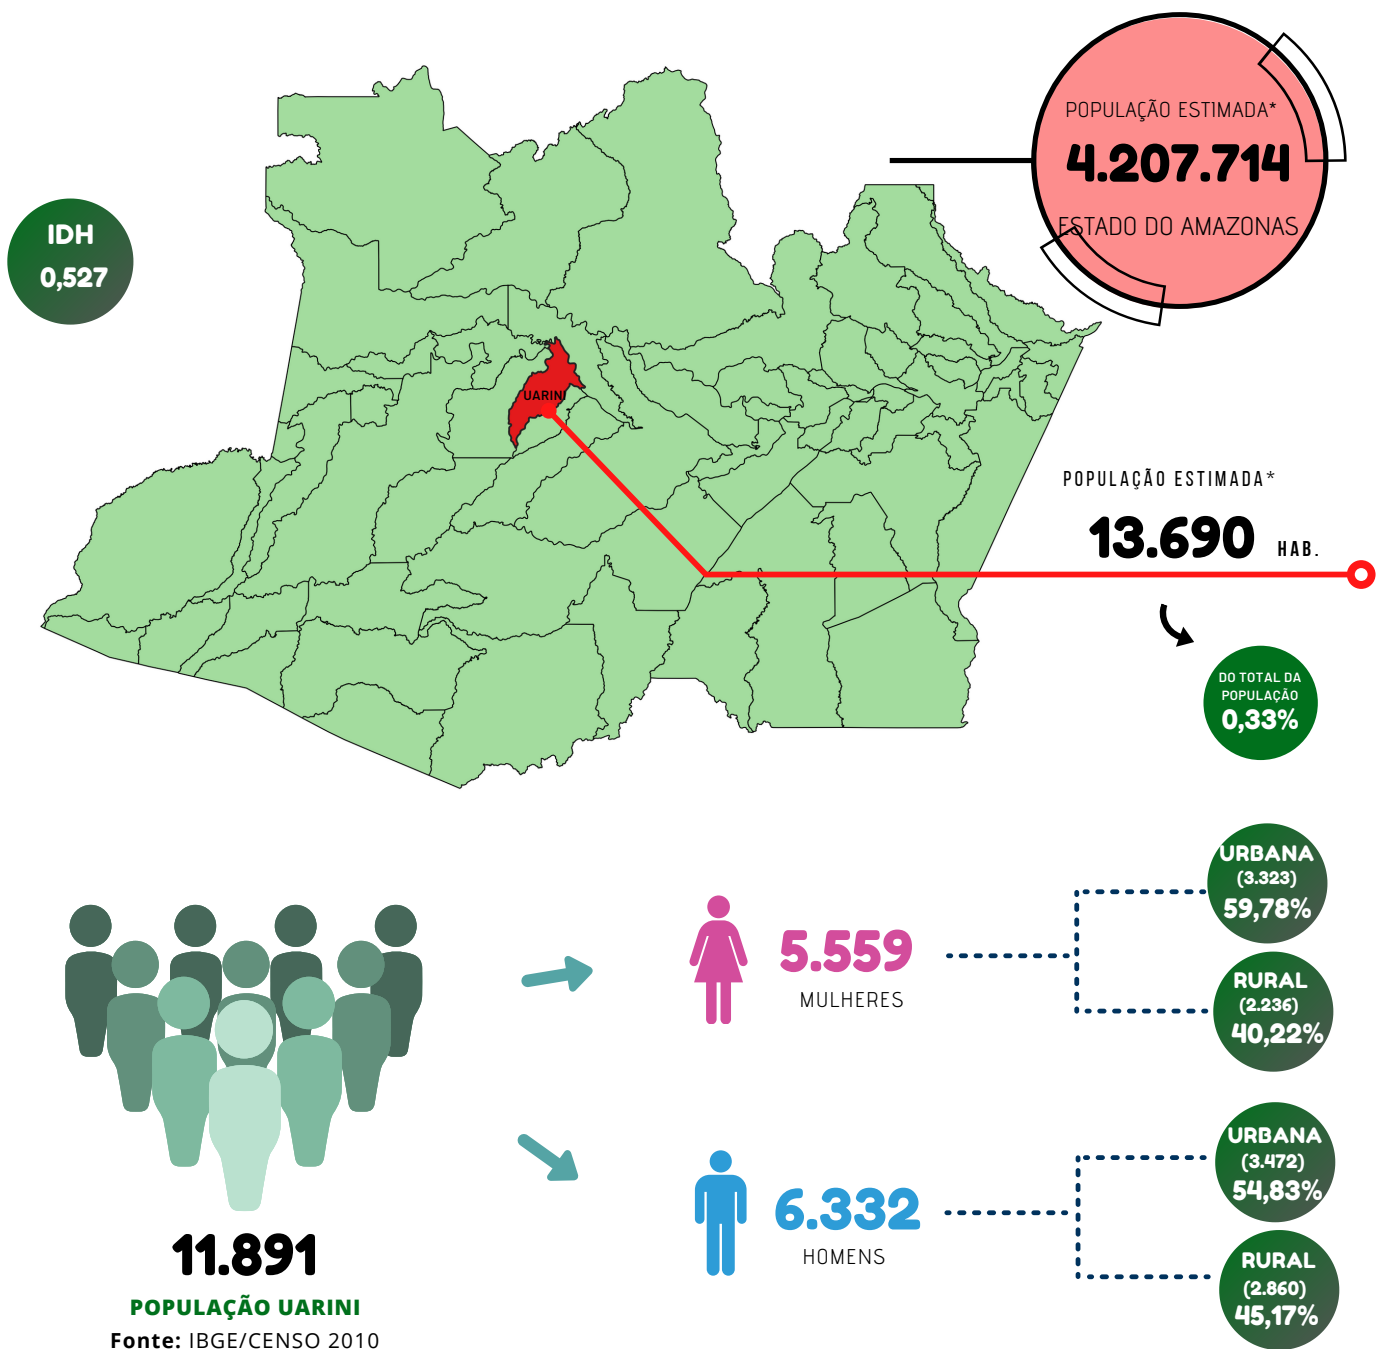 POPULAÇÃO ESTIMADA*
4.207.714
ESTADO DO AMAZONAS
IDH
0,527
UARINI
POPULAÇÃO ESTIMADA*
13.690 HAB.
DO TOTAL DA
POPULAÇÃO
0,33%
URBANA
(3.323)
59,78%
5.559
MULHERES
RURAL
(2.236)
40,22%
URBANA
(3.472)
54,83%
6.332
HOMENS
RURAL
(2.860)
45,17%
11.891
POPULAÇÃO UARINI
Fonte: IBGE/CENSO 2010